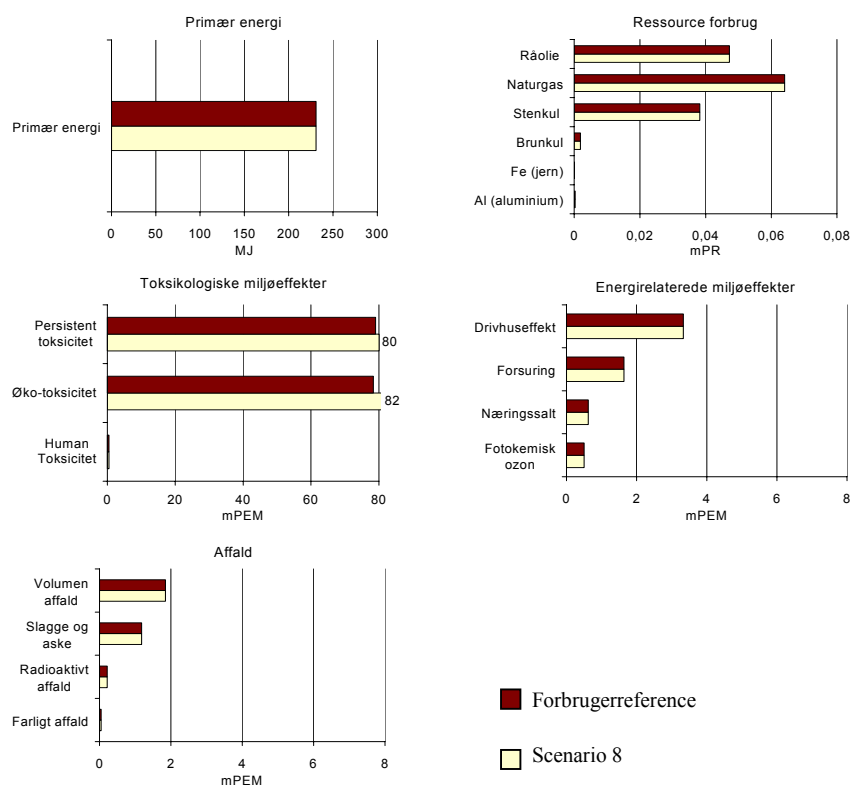 Primær energi
Primær energi
0 50 100 150 200 250 300
MJ
Ressource forbrug
Råolie
Naturgas
Stenkul
Brunkul
Fe (jern)
Al (aluminium)
0 0,02 0,04 0,06 0,08
mPR
Toksikologiske miljøeffekter
Persistent
toksicitet
80
Øko-toksicitet
82
Human
Toksicitet
0 20 40 60 80
mPEM
Energirelaterede miljøeffekter
Drivhuseffekt
Forsuring
Næringssalt
Fotokemisk
ozon
0 2 4 6 8
mPEM
Affald
Volumen
affald
Slagge og
aske
Radioaktivt
affald
Farligt affald
0 2 4 6 8
mPEM
Forbrugerreference
Scenario 8